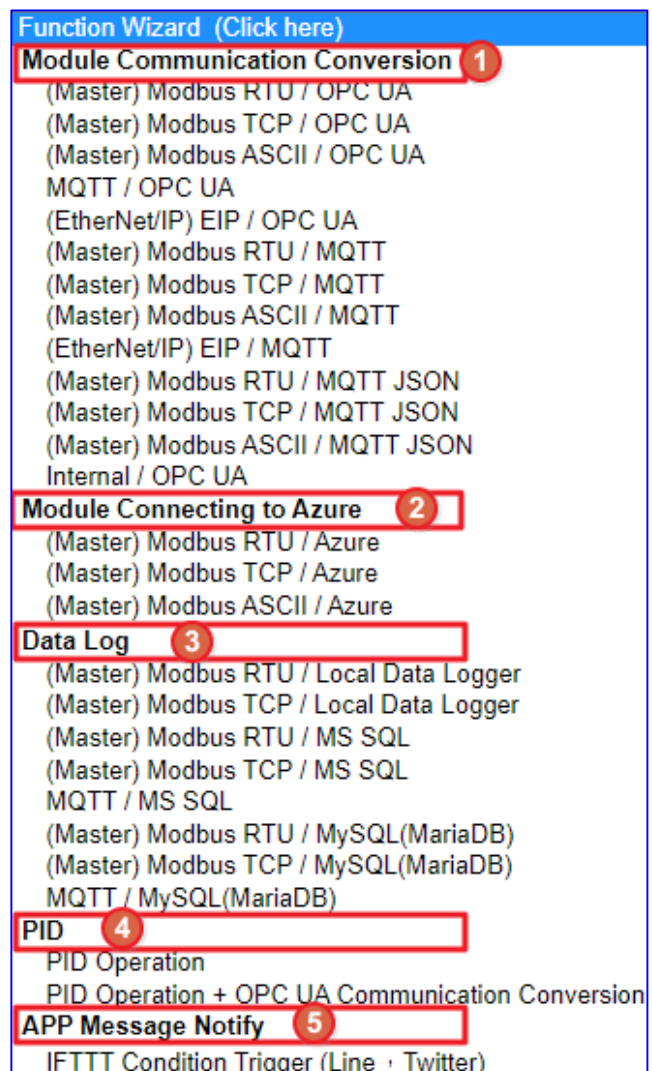 Function Wizard (Click here)
Module Communication Conversion 1
(Master) Modbus RTU / OPC UA
(Master) Modbus TCP / OPC UA
(Master) Modbus ASCII / OPC UA
MQTT / OPC UA
(EtherNet/IP) EIP / OPC UA
(Master) Modbus RTU / MQTT
(Master) Modbus TCP / MQTT
(Master) Modbus ASCII / MQTT
(EtherNet/IP) EIP / MQTT
(Master) Modbus RTU / MQTT JSON
(Master) Modbus TCP / MQTT JSON
(Master) Modbus ASCII / MQTT JSON
Internal / OPC UA
Module Connecting to Azure 2
(Master) Modbus RTU / Azure
(Master) Modbus TCP / Azure
(Master) Modbus ASCII / Azure
Data Log 3
(Master) Modbus RTU / Local Data Logger
(Master) Modbus TCP / Local Data Logger
(Master) Modbus RTU / MS SQL
(Master) Modbus TCP / MS SQL
MQTT / MS SQL
(Master) Modbus RTU / MySQL(MariaDB)
(Master) Modbus TCP / MySQL(MariaDB)
MQTT / MySQL(MariaDB)
PID 4
PID Operation
PID Operation + OPC UA Communication Conversion
APP Message Notify 5
IFTTT Condition Trigger (Line，Twitter)